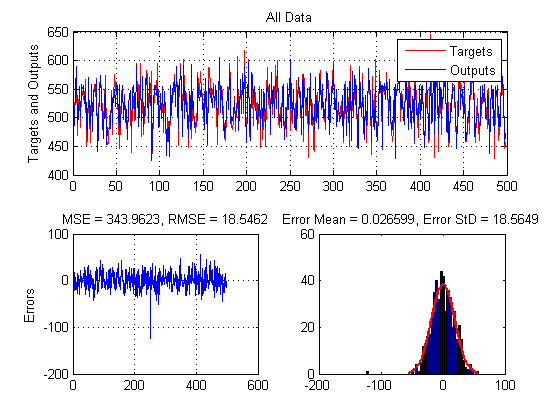 All Data
Targets and Outputs
650
600
550
500
450
400
0 50 100 150 200 250 300 350 400 450 500
Targets
Outputs
MSE = 343.9623, RMSE = 18.5462
Errors
100
0
-100
-200
0 200 400 600
Error Mean = 0.026599, Error StD = 18.5649
60
40
20
0
-200 -100 0 100